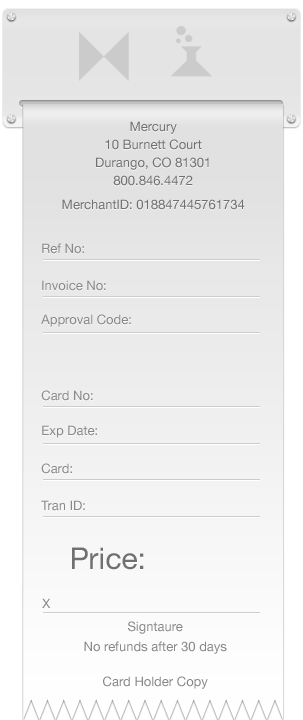 Mercury
10 Burnett Court
Durango, CO 81301
800.846.4472
MerchantID: 018847445761734
Ref No:
Invoice No:
Approval Code:
Card No:
Exp Date:
Card:
Tran ID:
Price:
X
Signtaure
No refunds after 30 days
Card Holder Copy